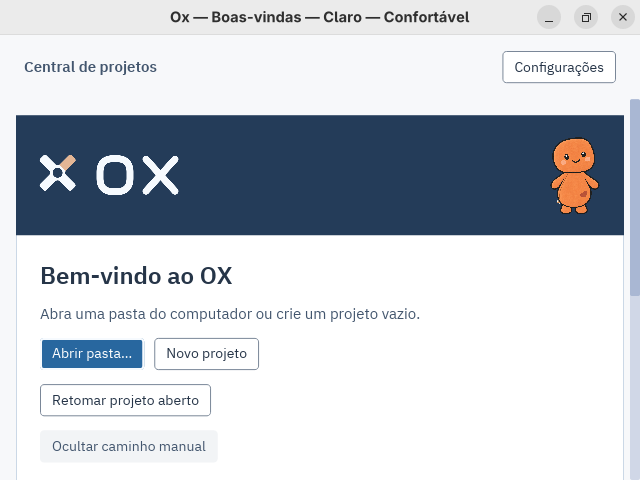 Ox — Boas-vindas — Claro — Confortável
Central de projetos
Configurações
OX
Bem-vindo ao OX
Abra uma pasta do computador ou crie um projeto vazio.
Abrir pasta...
Novo projeto
Retomar projeto aberto
Ocultar caminho manual